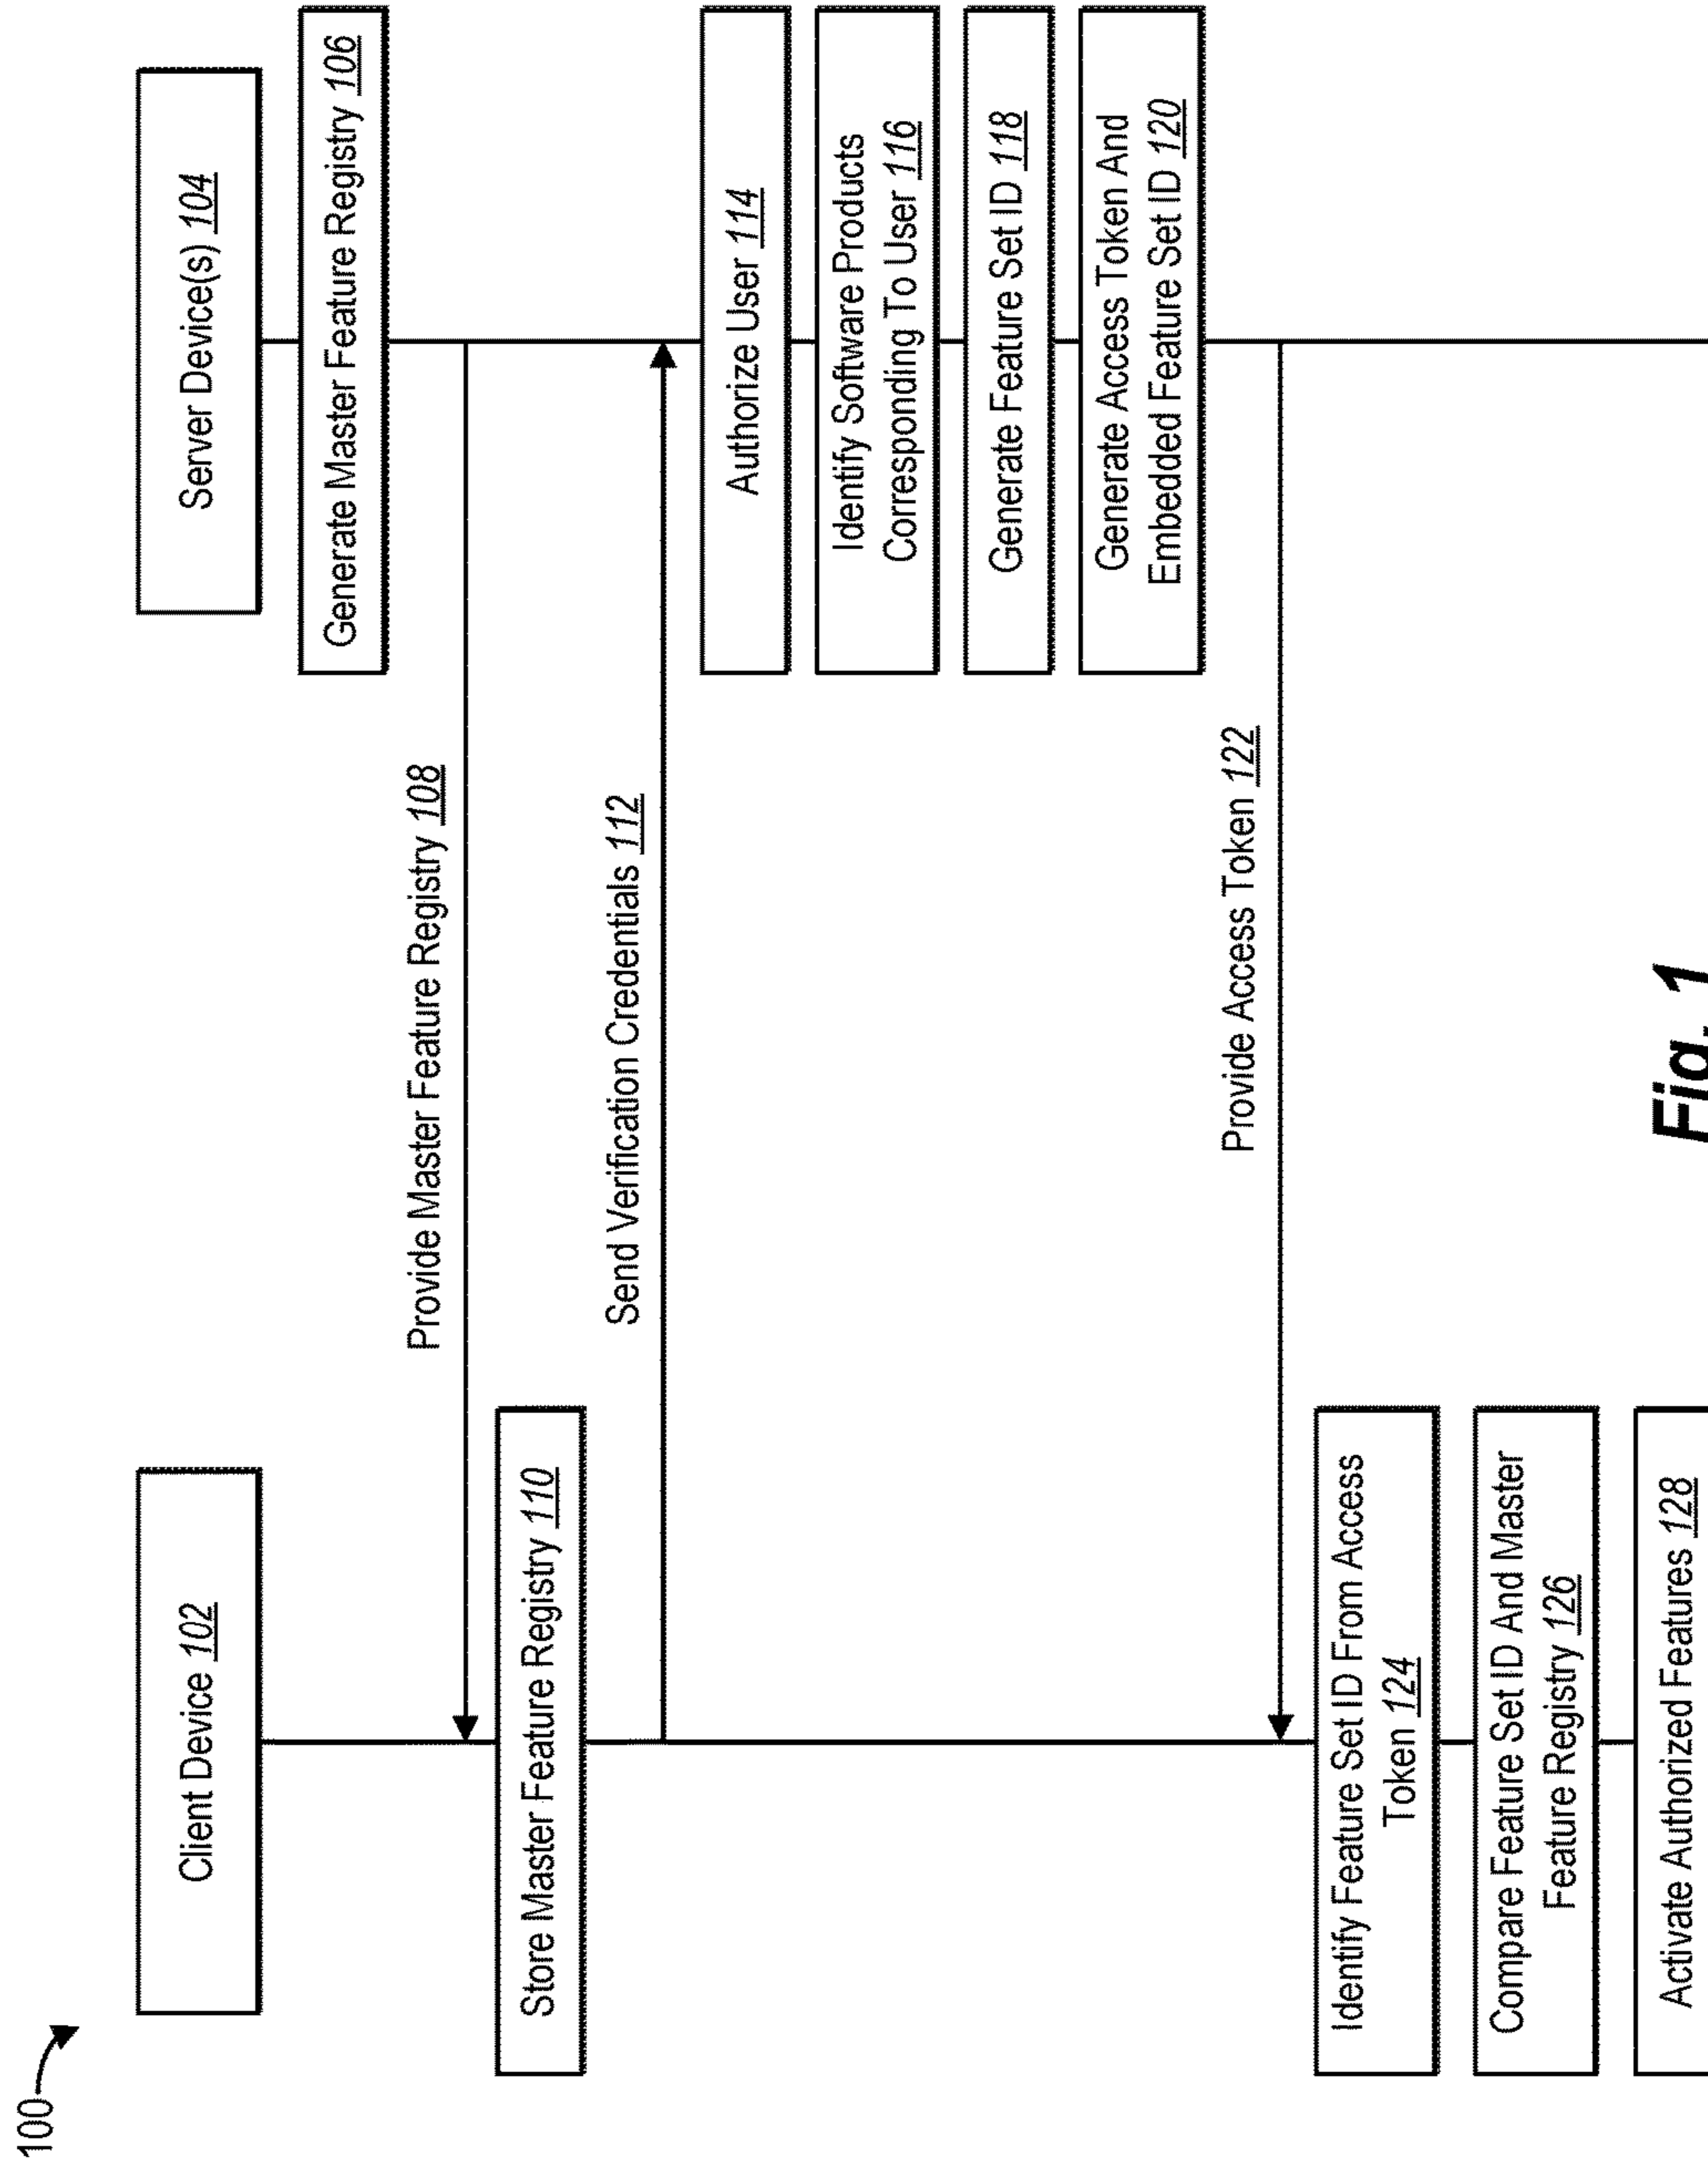 100
Client Device 102
Server Device(s) 104
Generate Master Feature Registry 106
Provide Master Feature Registry 108
Store Master Feature Registry 110
Send Verification Credentials 112
Authorize User 114
Identify Software Products
Corresponding To User 116
Generate Feature Set ID 118
Generate Access Token And
Embedded Feature Set ID 120
Provide Access Token 122
Identify Feature Set ID From Access
Token 124
Compare Feature Set ID And Master
Feature Registry 126
Activate Authorized Features 128
Fig. 1